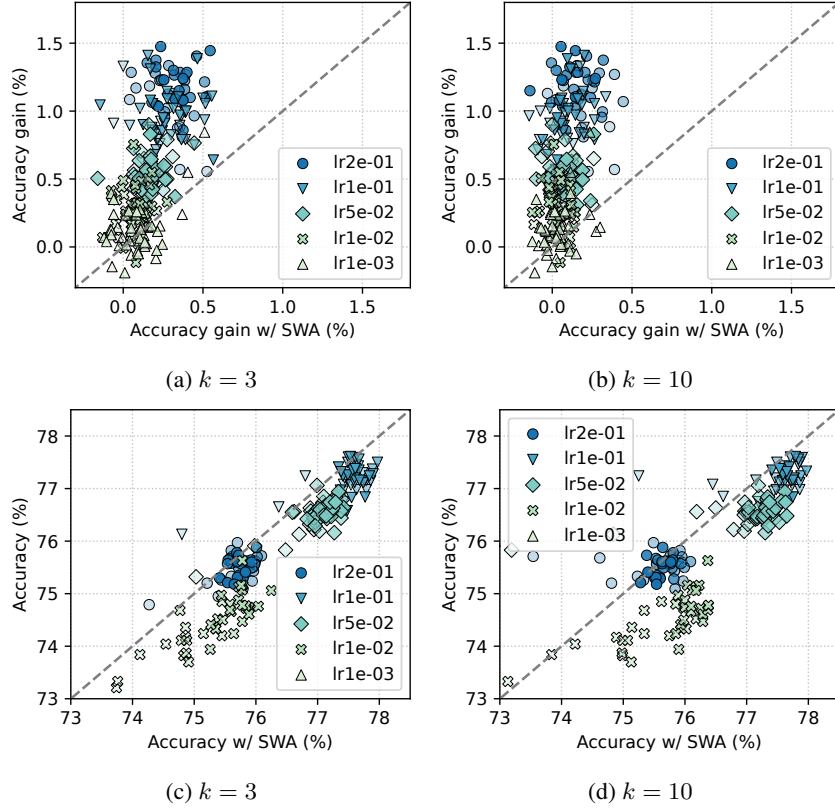 1.5
1.0
0.5
0.0
Accuracy gain (%)
lr2e-01
lr1e-01
lr5e-02
lr1e-02
lr1e-03
0.0 0.5 1.0 1.5
Accuracy gain w/ SWA (%)
(a) k = 3
1.5
1.0
0.5
0.0
Accuracy gain (%)
lr2e-01
lr1e-01
lr5e-02
lr1e-02
lr1e-03
0.0 0.5 1.0 1.5
Accuracy gain w/ SWA (%)
(b) k = 10
78
77
76
75
74
73
Accuracy (%)
lr2e-01
lr1e-01
lr5e-02
lr1e-02
lr1e-03
73 74 75 76 77 78
Accuracy w/ SWA (%)
(c) k = 3
78
77
76
75
74
73
Accuracy (%)
lr2e-01
lr1e-01
lr5e-02
lr1e-02
lr1e-03
73 74 75 76 77 78
Accuracy w/ SWA (%)
(d) k = 10